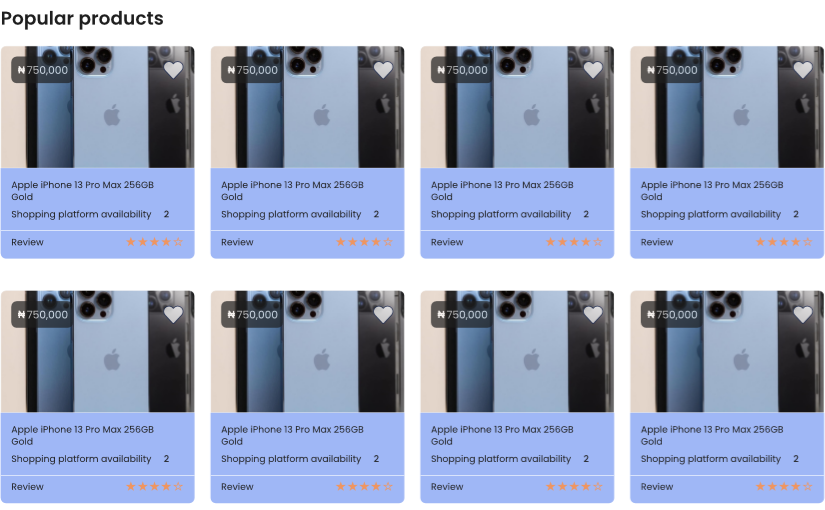 Popular products
₦750,000
₦750,000
₦750,000
₦750,000
Apple iPhone 13 Pro Max 256GB
Gold
Shopping platform availability 2
Review
Apple iPhone 13 Pro Max 256GB
Gold
Shopping platform availability 2
Review
Apple iPhone 13 Pro Max 256GB
Gold
Shopping platform availability 2
Review
Apple iPhone 13 Pro Max 256GB
Gold
Shopping platform availability 2
Review
₦750,000
₦750,000
₦750,000
₦750,000
Apple iPhone 13 Pro Max 256GB
Gold
Shopping platform availability 2
Review
Apple iPhone 13 Pro Max 256GB
Gold
Shopping platform availability 2
Review
Apple iPhone 13 Pro Max 256GB
Gold
Shopping platform availability 2
Review
Apple iPhone 13 Pro Max 256GB
Gold
Shopping platform availability 2
Review